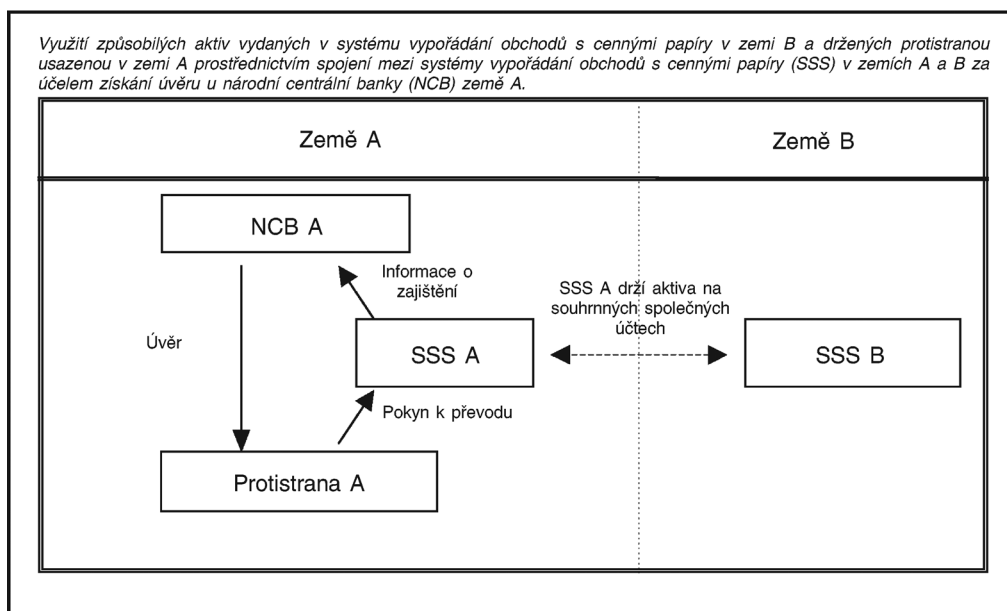 Využití způsobilých aktiv vydaných v systému vypořádání obchodů s cennými papíry v zemi B a držených protistranou
usazenou v zemi A prostřednictvím spojení mezi systémy vypořádání obchodů s cennými papíry (SSS) v zemích A a B za
účelem získání úvěru u národní centrální banky (NCB) země A.
Země A
Země B
NCB A
Informace o
zajištění
SSS A drží aktiva na
souhrnných společných
účtech
Úvěr
SSS A
SSS B
Pokyn k převodu
Protistrana A